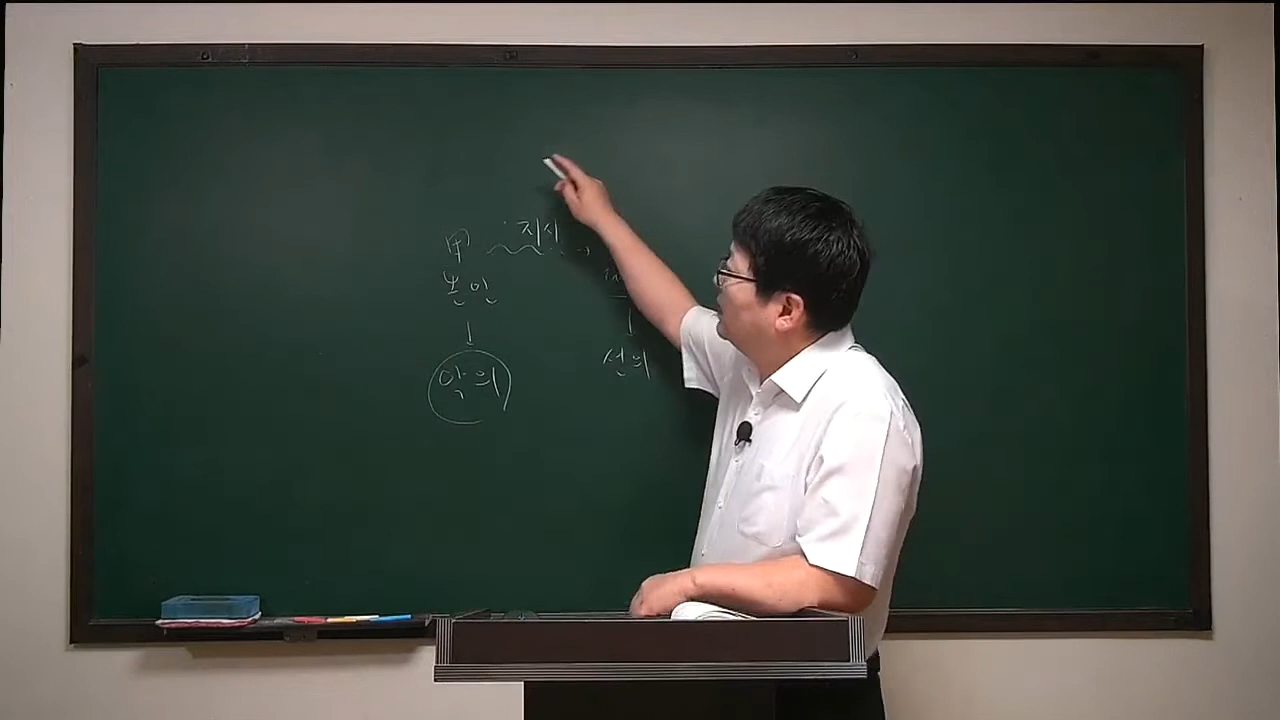 甲 지시 →
본인
↓ ↓
악의 선의